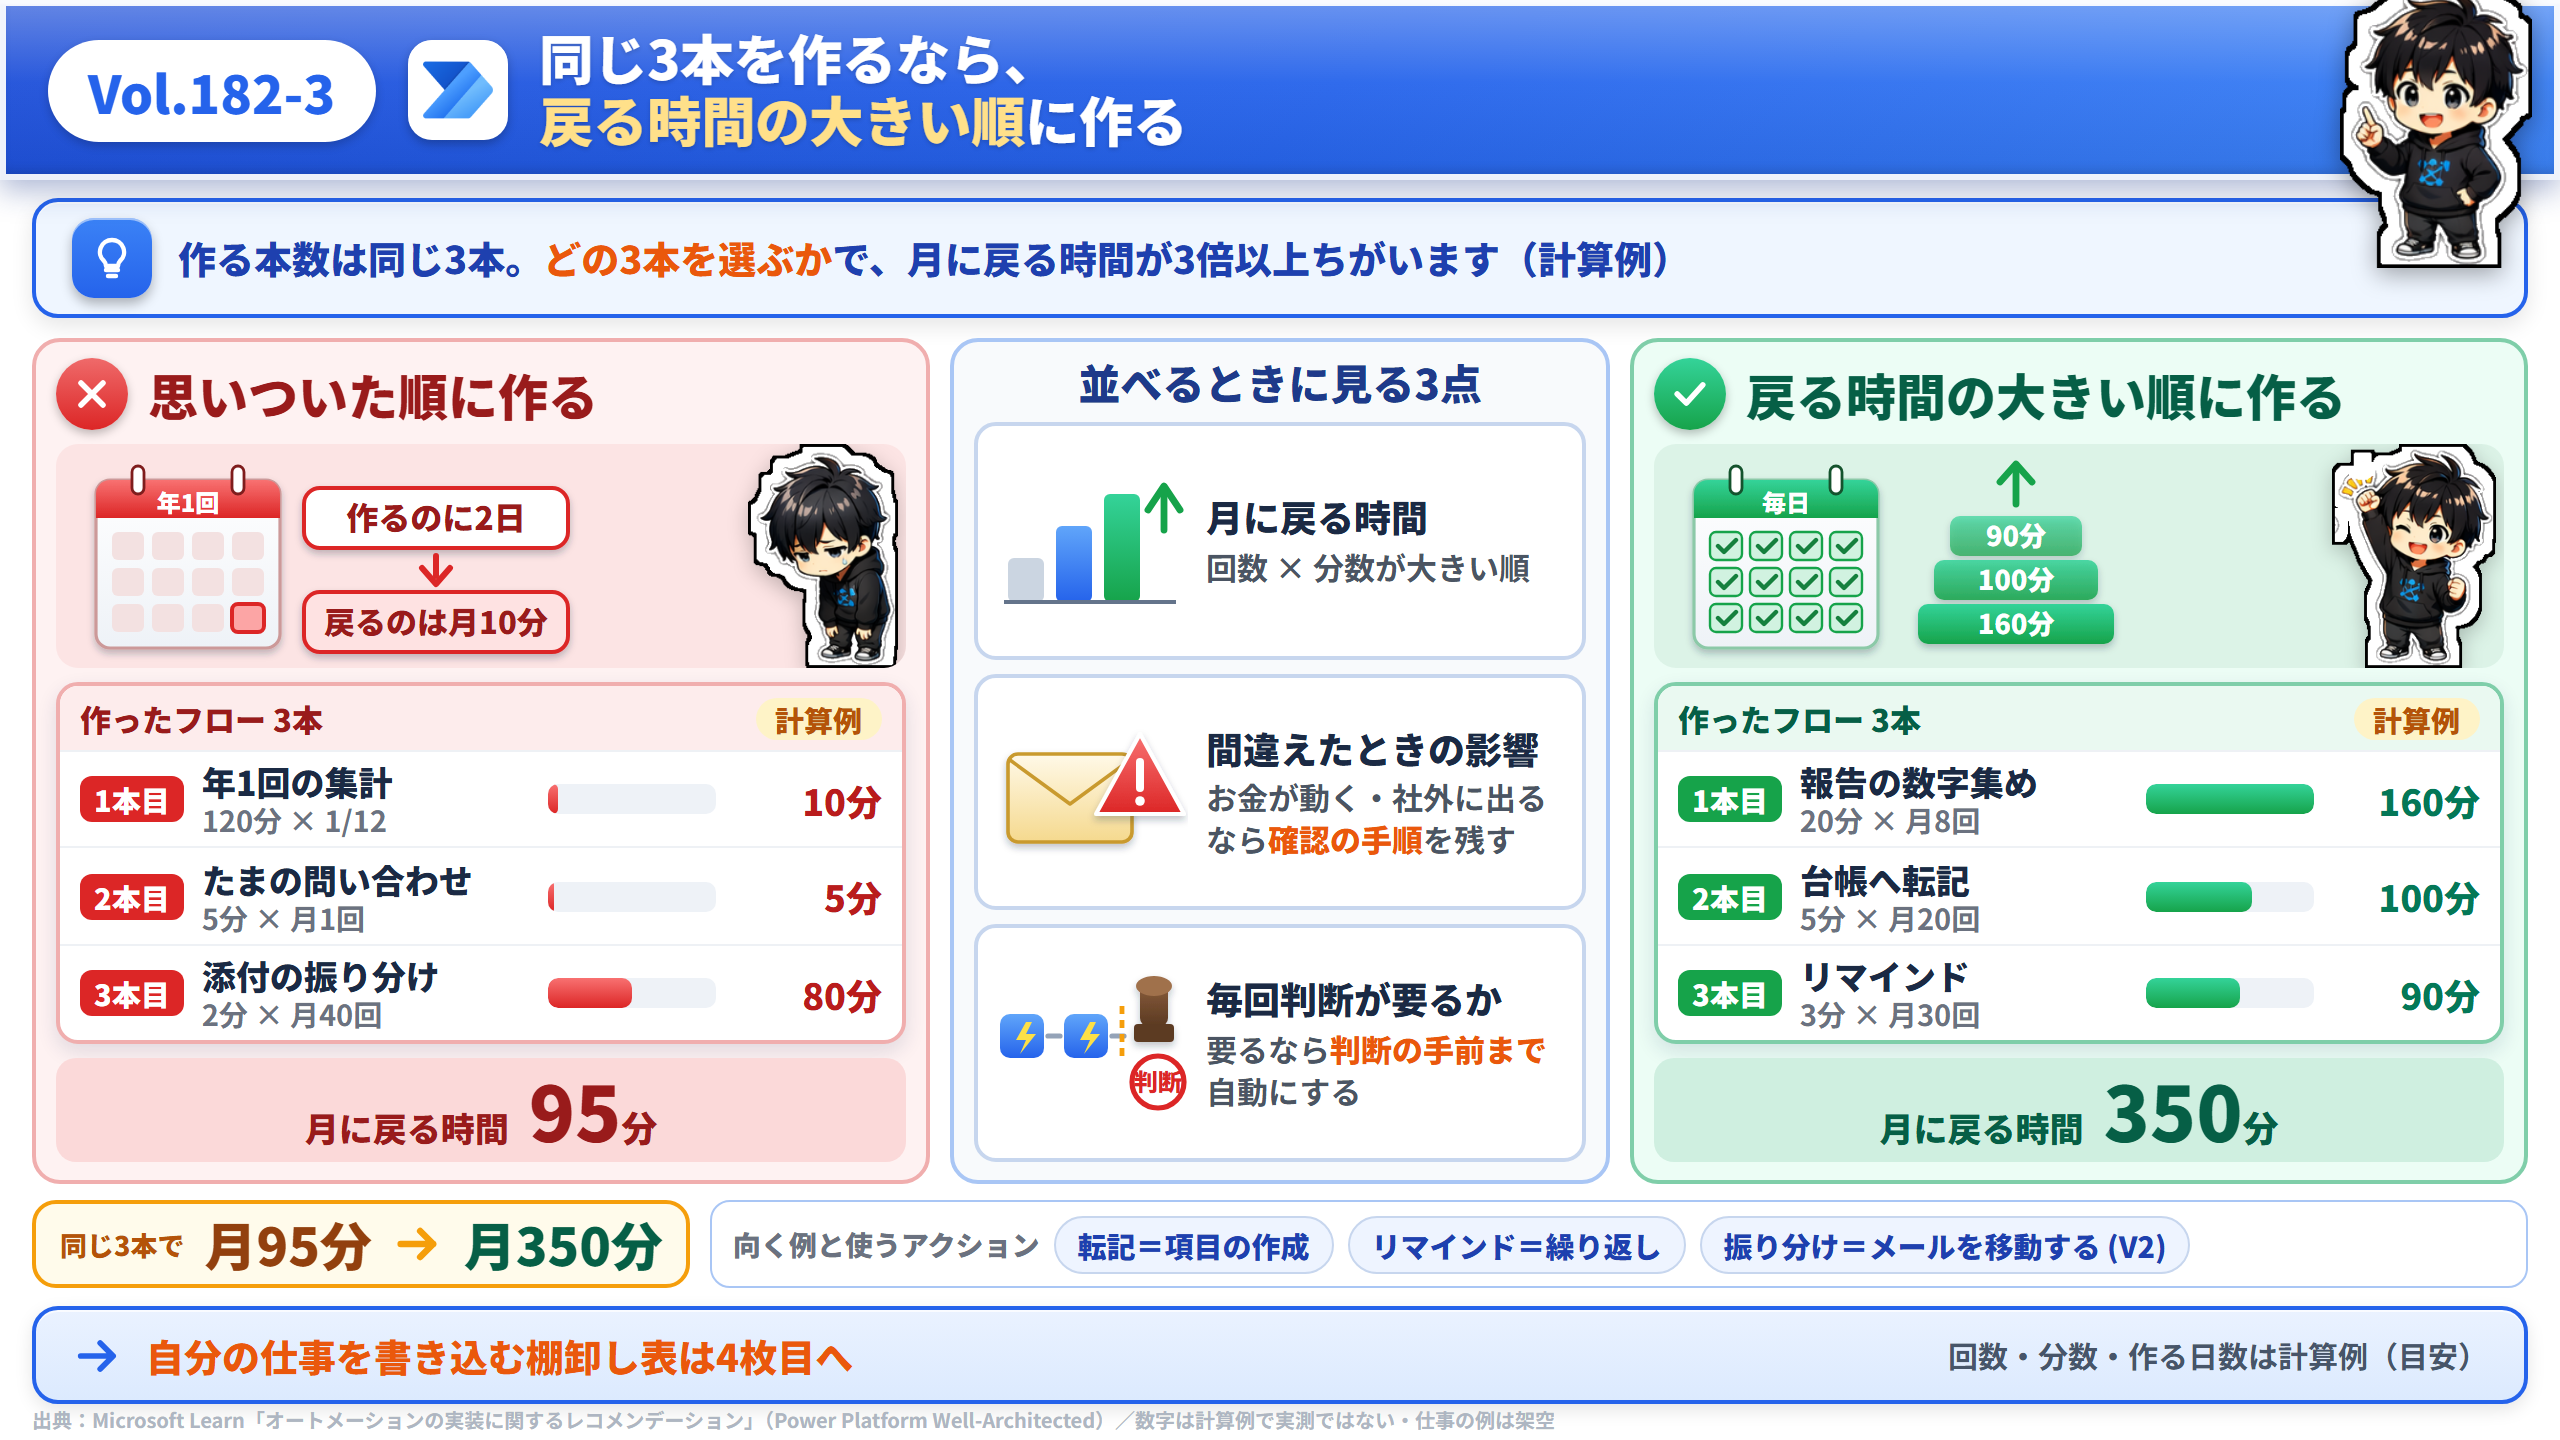 Vol.182-3
同じ3本を作るなら、
戻る時間の大きい順に作る
作る本数は同じ3本。どの3本を選ぶかで、月に戻る時間が3倍以上ちがいます（計算例）
思いついた順に作る
年1回
作るのに2日
戻るのは月10分
作ったフロー 3本
計算例
1本目
年1回の集計
120分 × 1/12
10分
2本目
たまの問い合わせ
5分 × 月1回
5分
3本目
添付の振り分け
2分 × 月40回
80分
月に戻る時間 95分
並べるときに見る3点
月に戻る時間
回数 × 分数が大きい順
間違えたときの影響
お金が動く・社外に出る
なら確認の手順を残す
判断
毎回判断が要るか
要るなら判断の手前まで
自動にする
戻る時間の大きい順に作る
毎日
90分
100分
160分
作ったフロー 3本
計算例
1本目
報告の数字集め
20分 × 月8回
160分
2本目
台帳へ転記
5分 × 月20回
100分
3本目
リマインド
3分 × 月30回
90分
月に戻る時間 350分
同じ3本で 月95分 → 月350分
向く例と使うアクション
転記＝項目の作成
リマインド＝繰り返し
振り分け＝メールを移動する (V2)
→ 自分の仕事を書き込む棚卸し表は4枚目へ
回数・分数・作る日数は計算例（目安）
出典：Microsoft Learn「オートメーションの実装に関するレコメンデーション」（Power Platform Well-Architected）／数字は計算例で実測ではない・仕事の例は架空